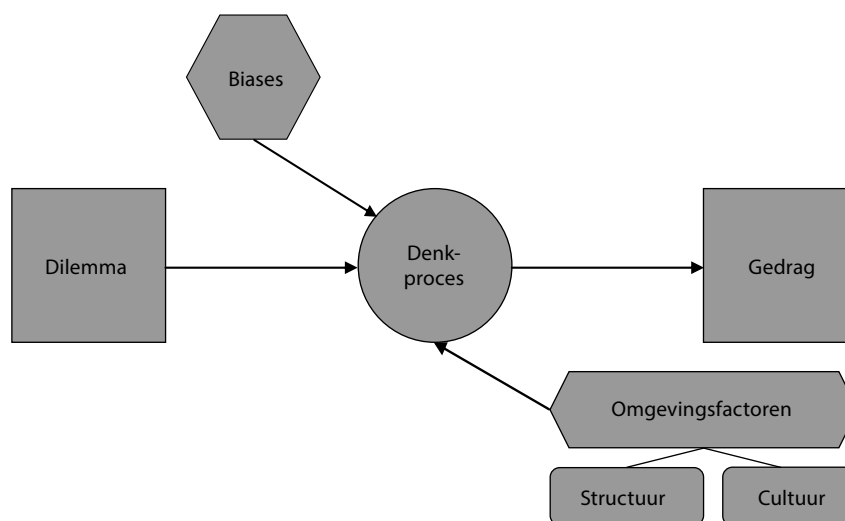 Biases
Dilemma
Denk-
proces
Gedrag
Omgevingsfactoren
Structuur
Cultuur